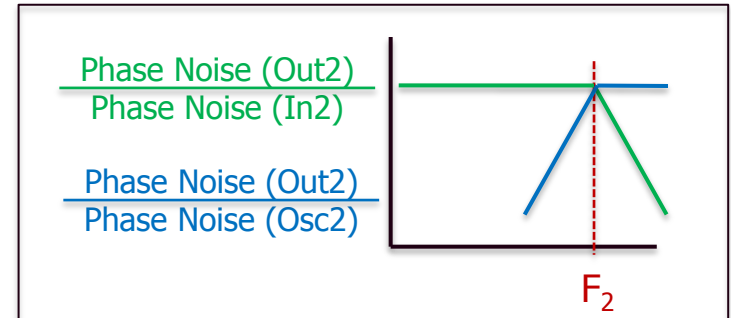 Phase Noise (Out2)
Phase Noise (In2)
Phase Noise (Out2)
Phase Noise (Osc2)
F₂